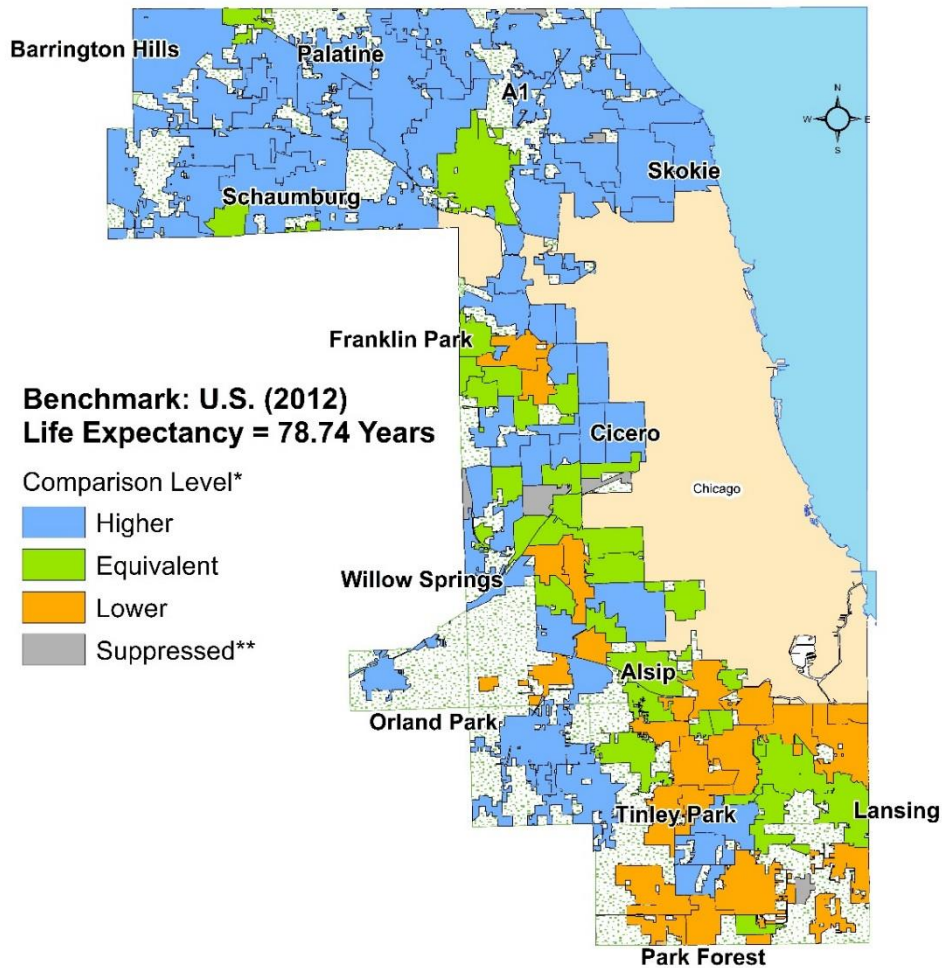 Barrington Hills
Palatine
A1
N
W
E
S
Skokie
Schaumburg
Franklin Park
Benchmark: U.S. (2012)
Life Expectancy = 78.74 Years
Cicero
Comparison Level*
Chicago
Higher
Equivalent
Willow Springs
Lower
Suppressed**
Alsip
Orland Park
Tinley Park
Lansing
Park Forest